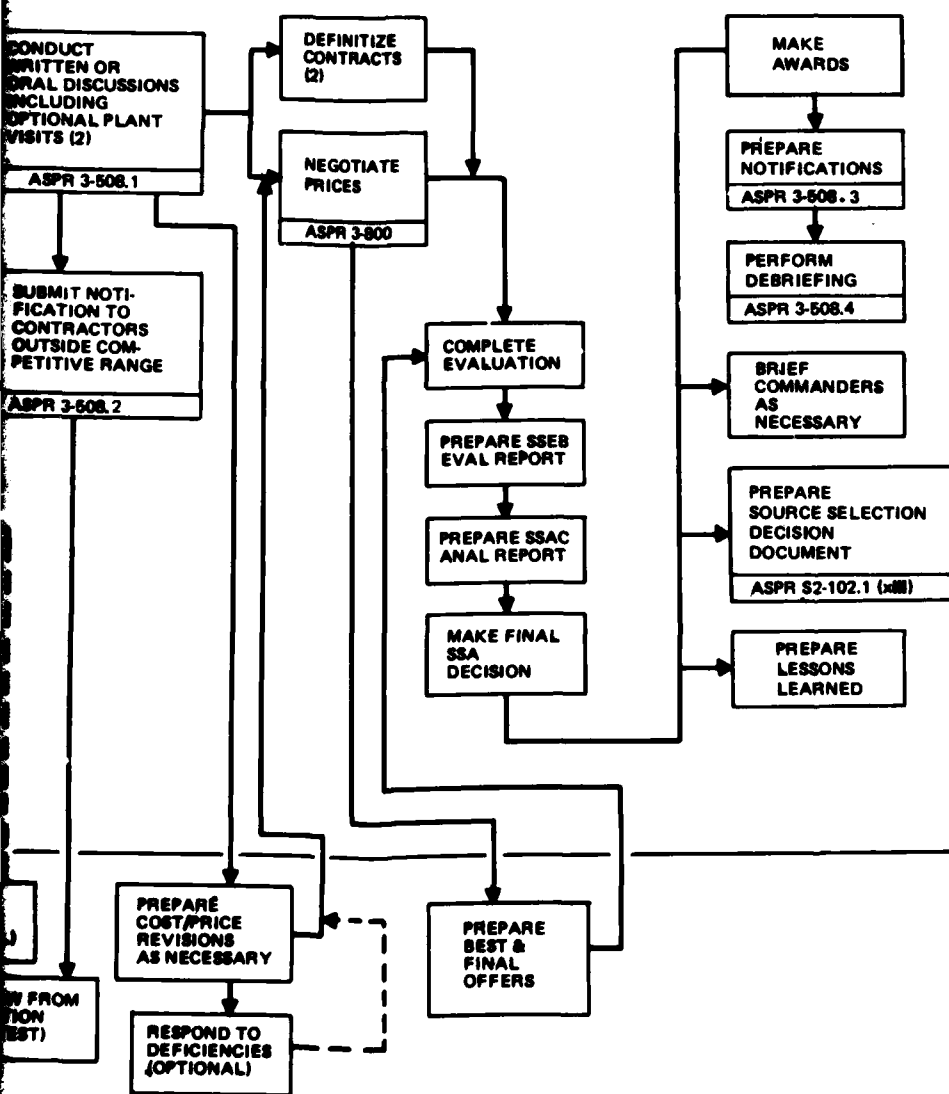 CONDUCT
WRITTEN OR
ORAL DISCUSSIONS
INCLUDING
OPTIONAL PLANT
VISITS (2)
ASPR 3-508.1
SUBMIT NOTI-
FICATION TO
CONTRACTORS
OUTSIDE COM-
PETITIVE RANGE
ASPR 3-508.2
DEFINITIZE
CONTRACTS
(2)
NEGOTIATE
PRICES
ASPR 3-800
COMPLETE
EVALUATION
PREPARE SSEB
EVAL REPORT
PREPARE SSAC
ANAL REPORT
MAKE FINAL
SSA
DECISION
MAKE
AWARDS
PREPARE
NOTIFICATIONS
ASPR 3-508.3
PERFORM
DEBRIEFING
ASPR 3-508.4
BRIEF
COMMANDERS
AS
NECESSARY
PREPARE
SOURCE SELECTION
DECISION
DOCUMENT
ASPR S2-102.1 (xiii)
PREPARE
LESSONS
LEARNED
FROM
PREPARE
COST/PRICE
REVISIONS
AS NECESSARY
RESPOND TO
DEFICIENCIES
(OPTIONAL)
PREPARE
BEST &
FINAL
OFFERS